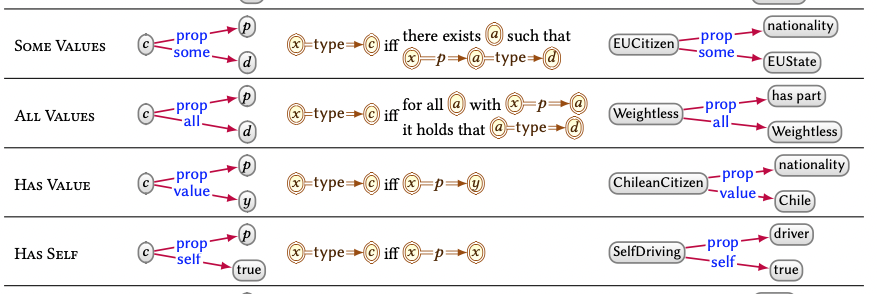 SOME VALUES c prop some p d x type c iff there exists a such that x p a type d EUCitizen prop some nationality EUState
ALL VALUES c prop all p d x type c iff for all a with x p a it holds that a type d Weightless prop all has part Weightless
HAS VALUE c prop value p y x type c iff x p y ChileanCitizen prop value nationality Chile
HAS SELF c prop self p true x type c iff x p x SelfDriving prop self driver true